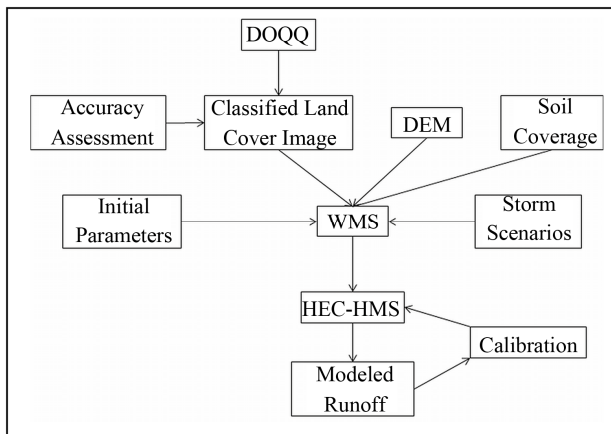 DOQQ
Accuracy
Assessment
Classified Land
Cover Image
DEM
Soil
Coverage
Initial
Parameters
WMS
Storm
Scenarios
HEC-HMS
Calibration
Modeled
Runoff